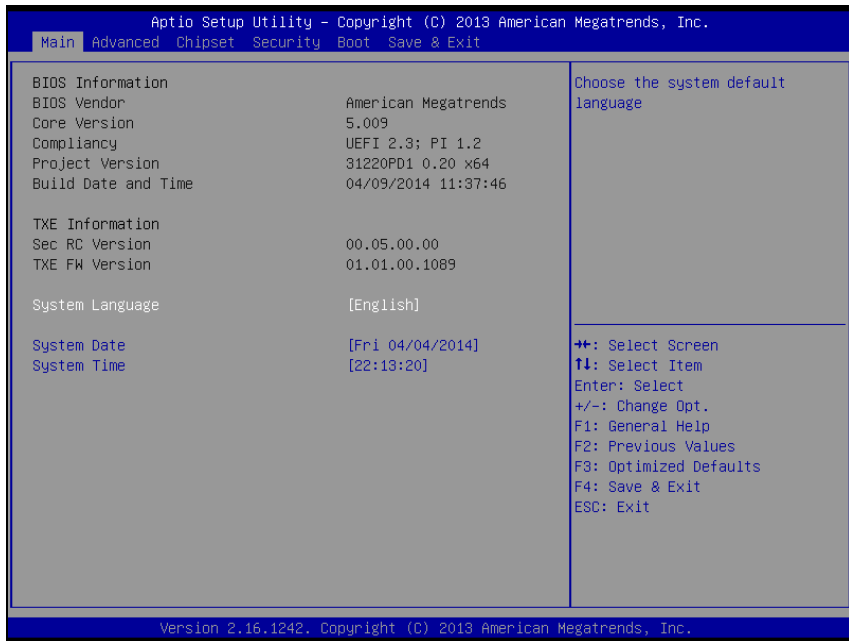 Aptio Setup Utility – Copyright (C) 2013 American Megatrends, Inc.
Main Advanced Chipset Security Boot Save & Exit
BIOS Information
BIOS Vendor American Megatrends
Core Version 5.009
Compliancy UEFI 2.3; PI 1.2
Project Version 31220PD1 0.20 x64
Build Date and Time 04/09/2014 11:37:46
TXE Information
Sec RC Version 00.05.00.00
TXE FW Version 01.01.00.1089
System Language [English]
System Date [Fri 04/04/2014]
System Time [22:13:20]
Choose the system default
language
→←: Select Screen
↑↓: Select Item
Enter: Select
+/-: Change Opt.
F1: General Help
F2: Previous Values
F3: Optimized Defaults
F4: Save & Exit
ESC: Exit
Version 2.16.1242. Copyright (C) 2013 American Megatrends, Inc.